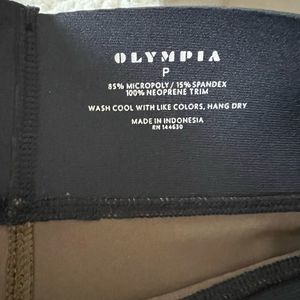 OLYMPIA
P
85% MICROPOLY / 15% SPANDEX
100% NEOPRENE TRIM
WASH COOL WITH LIKE COLORS, HANG DRY
MADE IN INDONESIA
RN 144630